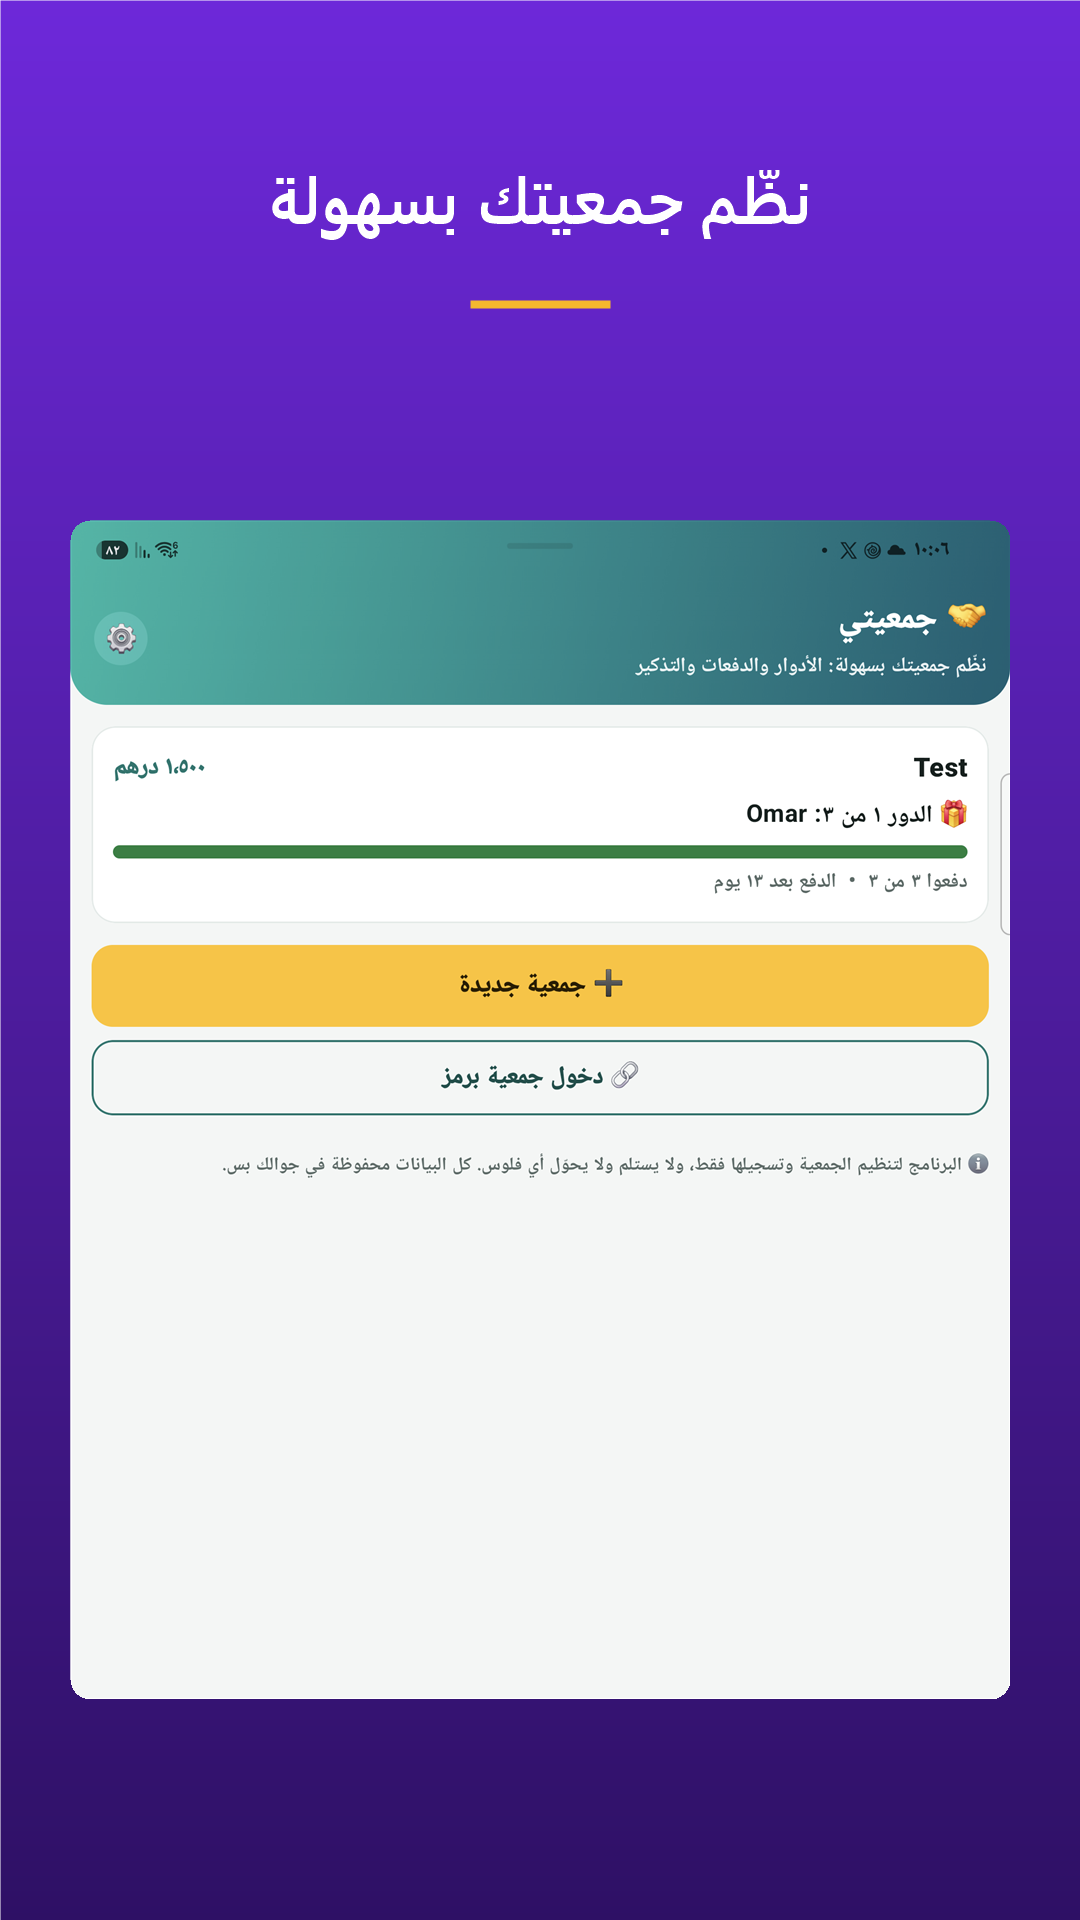 نظّم جمعيتك بسهولة
١٠:٠٦
٨٢
🤝 جمعيتي
نظّم جمعيتك بسهولة: الأدوار والدفعات والتذكير
Test
١،٥٠٠ درهم
🎁 الدور ١ من ٣: Omar
دفعوا ٣ من ٣ • الدفع بعد ١٣ يوم
➕ جمعية جديدة
🔗 دخول جمعية برمز
ℹ️ البرنامج لتنظيم الجمعية وتسجيلها فقط، ولا يستلم ولا يحوّل أي فلوس. كل البيانات محفوظة في جوالك بس.